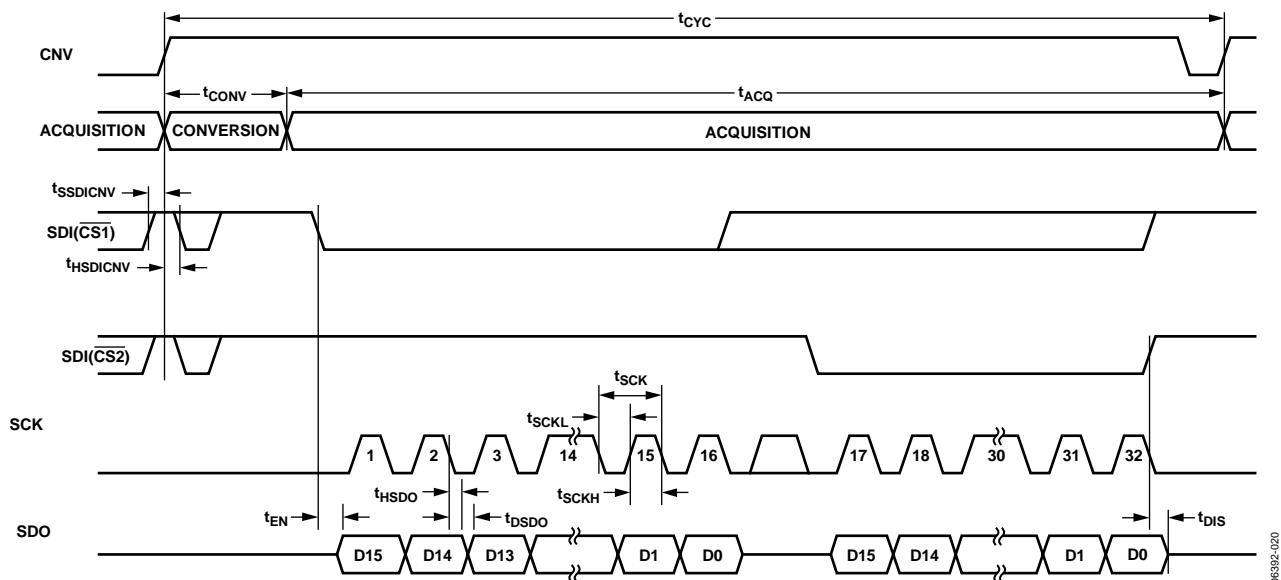 tCYC
CNV
tCONV
tACQ
ACQUISITION
CONVERSION
ACQUISITION
tSSDICNV
SDI(CS1)
tHSDICNV
SDI(CS2)
tSCK
SCK
tSCKL
1 2 3 14 15 16 17 18 30 31 32
tHSDO
tSCKH
tEN
tDSDO
tDIS
SDO
D15 D14 D13 D1 D0 D15 D14 D1 D0
8392-020